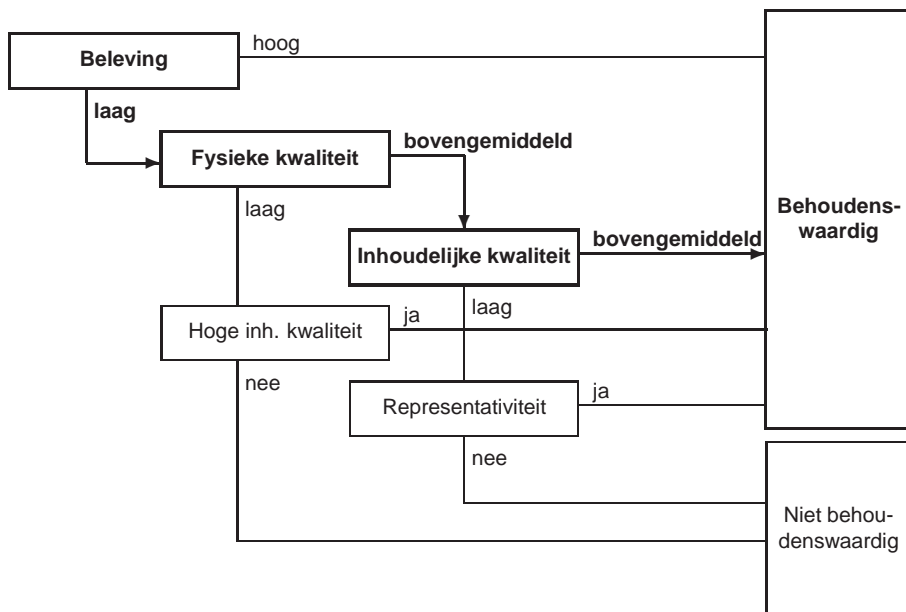 hoog
Beleving
laag
bovengemiddeld
Fysieke kwaliteit
laag
Behoudens-
waardig
bovengemiddeld
Inhoudelijke kwaliteit
laag
ja
Hoge inh. kwaliteit
nee
ja
Representativiteit
nee
Niet behou-
denswaardig